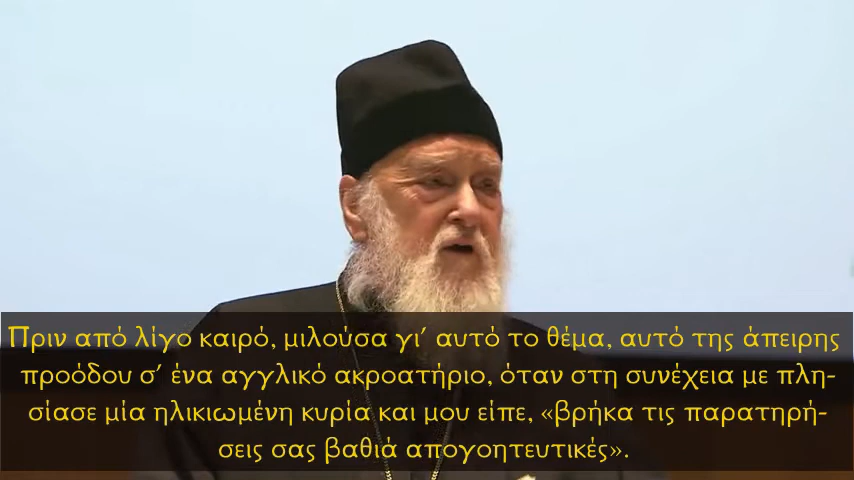 Πριν από λίγο καιρό, μιλούσα γι’ αυτό το θέμα, αυτό της άπειρης
προόδου σ’ ένα αγγλικό ακροατήριο, όταν στη συνέχεια με πλη-
σίασε μία ηλικιωμένη κυρία και μου είπε, «βρήκα τις παρατηρή-
σεις σας βαθιά απογοητευτικές».